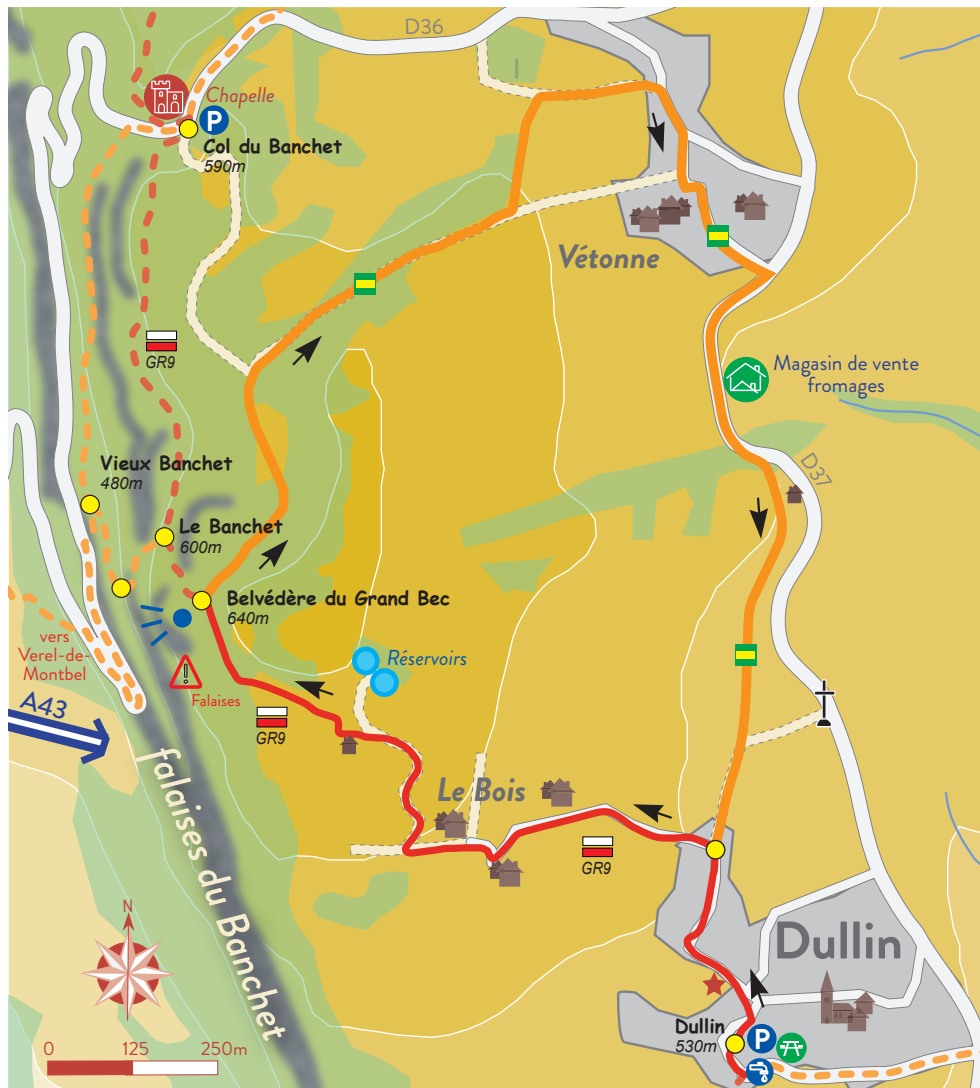 D36
Chapelle
P
Col du Banchet
590m
Vétonne
GR9
Magasin de vente
fromages
D37
Vieux Banchet
480m
Le Banchet
600m
Belvédère du Grand Bec
640m
vers
Verel-de-
Montbel
!
Falaises
Réservoirs
A43
GR9
falaises du Banchet
Le Bois
GR9
N
Dullin
Dullin
530m
P
0 125 250m